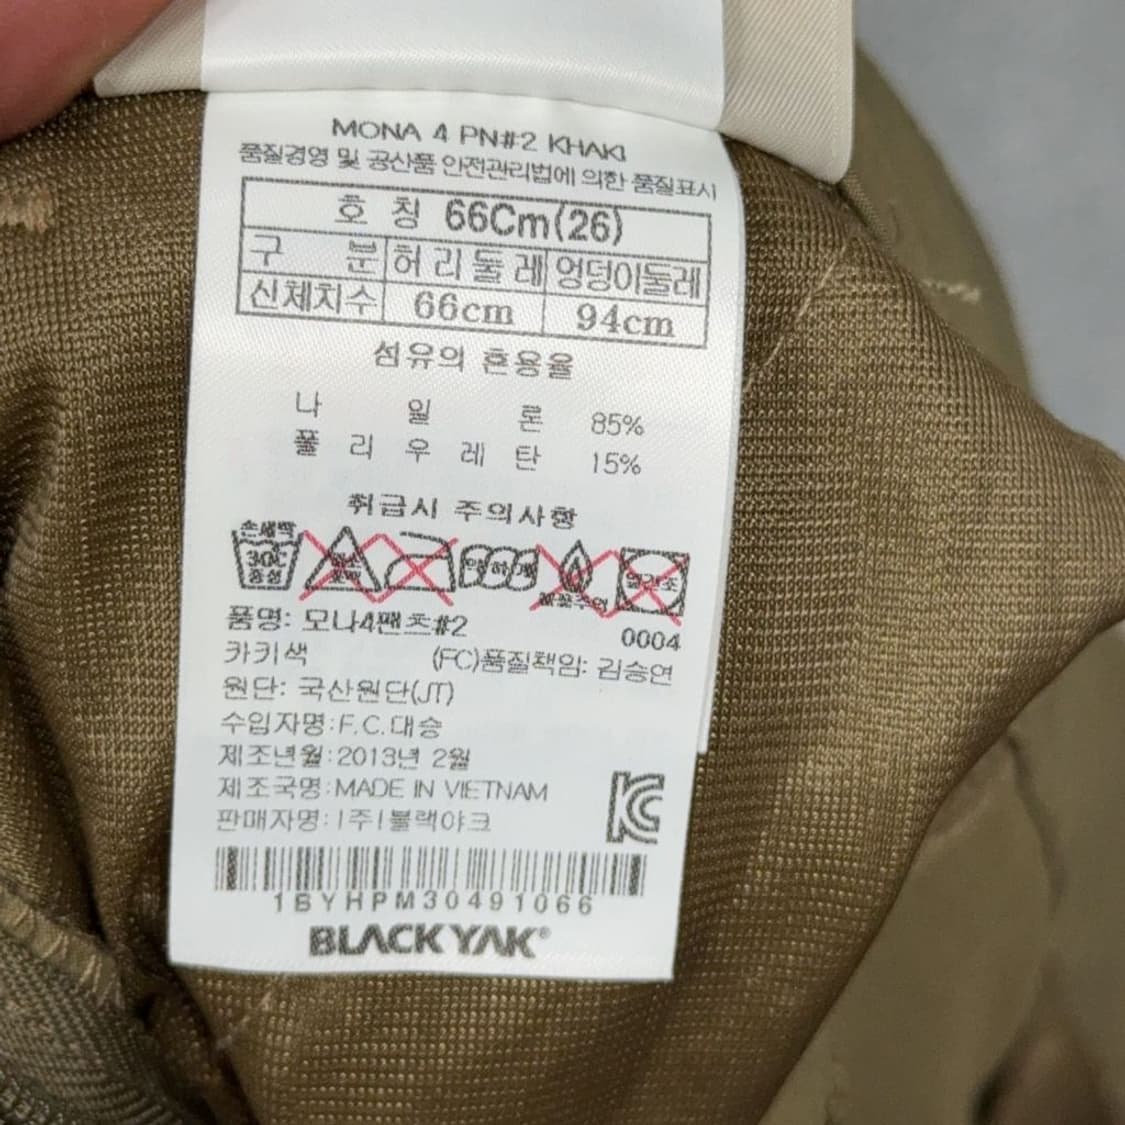 MONA 4 PN#2 KHAKI
품질경영 및 공산품 안전관리법에 의한 품질표시
호 칭 66Cm(26)
구 분 허리둘레 엉덩이둘레
신체치수 66cm 94cm
섬유의 혼용율
나 일 론 85%
폴 리 우 레 탄 15%
취급시 주의사항
손세탁
30℃
중성
약하게
품명: 모나4팬츠#2
0004
카키색 (FC)품질책임: 김승연
원단: 국산원단(JT)
수입자명:F.C.대승
제조년월:2013년 2월
제조국명:MADE IN VIETNAM
판매자명:(주)블랙야크
1BYHPM30491066
BLACKYAK®